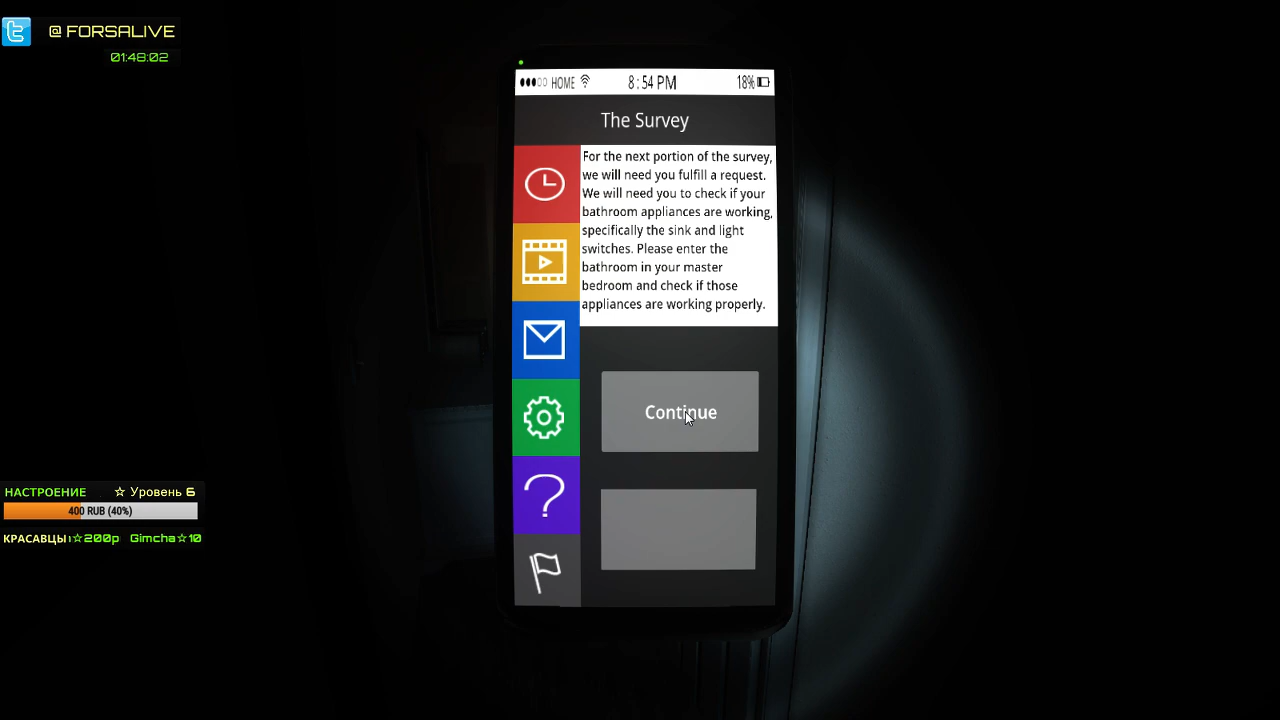 @ FORSALIVE
01:48:02
HOME 8:54 PM 18%
The Survey
For the next portion of the survey,
we will need you fulfill a request.
We will need you to check if your
bathroom appliances are working,
specifically the sink and light
switches. Please enter the
bathroom in your master
bedroom and check if those
appliances are working properly.
Continue
НАСТРОЕНИЕ ☆ Уровень 6
400 RUB (40%)
КРАСАВЦЫ ☆200р Gimcha☆10